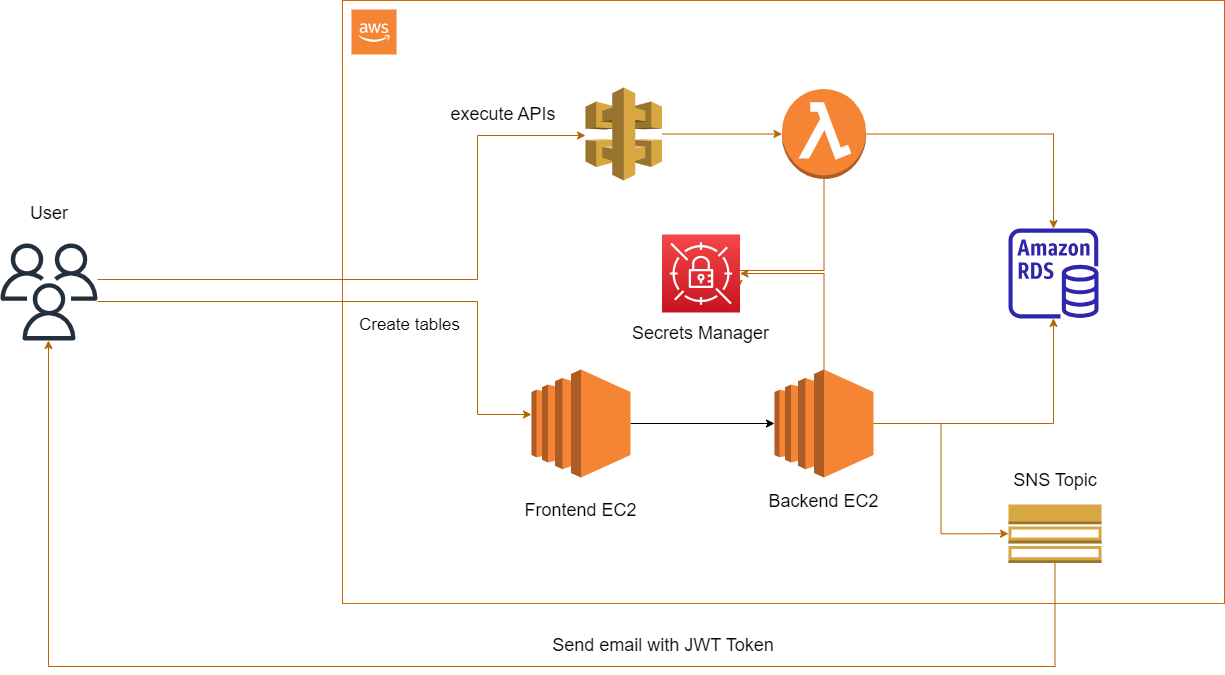 aws
execute APIs
User
Amazon
RDS
Create tables
Secrets Manager
SNS Topic
Frontend EC2
Backend EC2
Send email with JWT Token